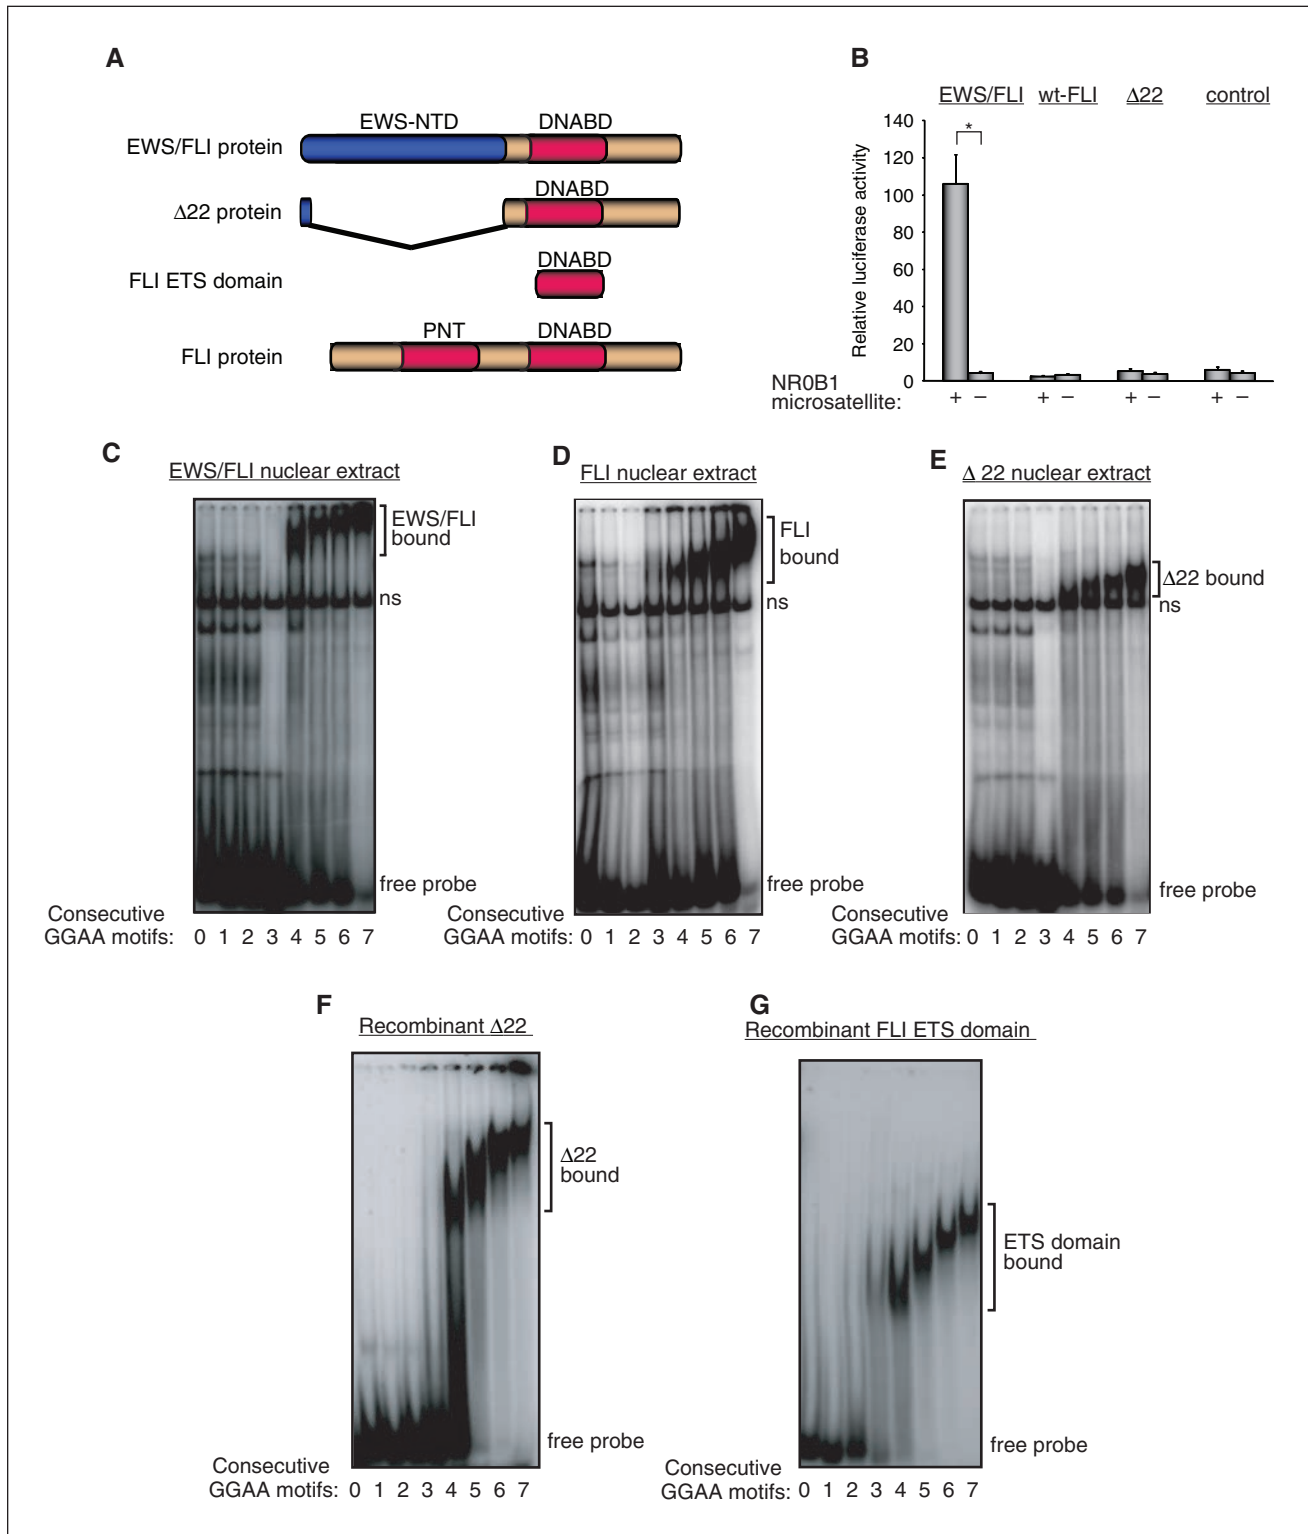 A
EWS-NTD DNABD
EWS/FLI protein
DNABD
Δ22 protein
DNABD
FLI ETS domain
PNT DNABD
FLI protein
B
EWS/FLI wt-FLI Δ22 control
140
120
100
80
60
40
20
0
*
Relative luciferase activity
NR0B1
microsatellite: + – + – + – + –
C
EWS/FLI nuclear extract
EWS/FLI
bound
ns
free probe
Consecutive
GGAA motifs: 0 1 2 3 4 5 6 7
D
FLI nuclear extract
FLI
bound
ns
free probe
Consecutive
GGAA motifs: 0 1 2 3 4 5 6 7
E
Δ 22 nuclear extract
Δ22 bound
ns
free probe
Consecutive
GGAA motifs: 0 1 2 3 4 5 6 7
F
Recombinant Δ22
Δ22
bound
free probe
Consecutive
GGAA motifs: 0 1 2 3 4 5 6 7
G
Recombinant FLI ETS domain
ETS domain
bound
free probe
Consecutive
GGAA motifs: 0 1 2 3 4 5 6 7